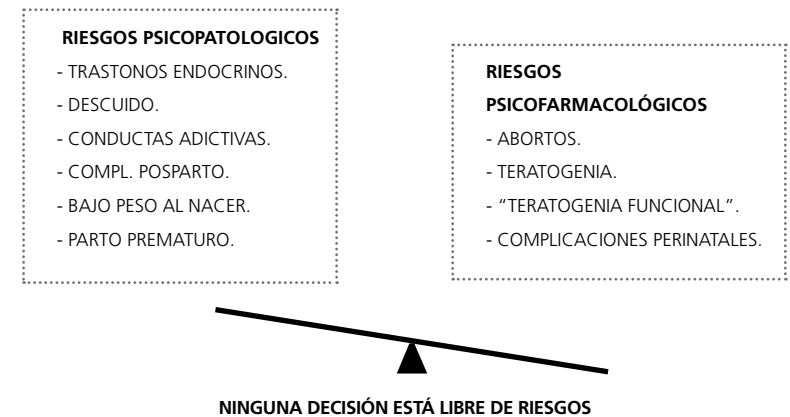 RIESGOS PSICOPATOLOGICOS
- TRASTONOS ENDOCRINOS.
- DESCUIDO.
- CONDUCTAS ADICTIVAS.
- COMPL. POSPARTO.
- BAJO PESO AL NACER.
- PARTO PREMATURO.
RIESGOS
PSICOFARMACOLÓGICOS
- ABORTOS.
- TERATOGENIA.
- “TERATOGENIA FUNCIONAL”.
- COMPLICACIONES PERINATALES.
NINGUNA DECISIÓN ESTÁ LIBRE DE RIESGOS